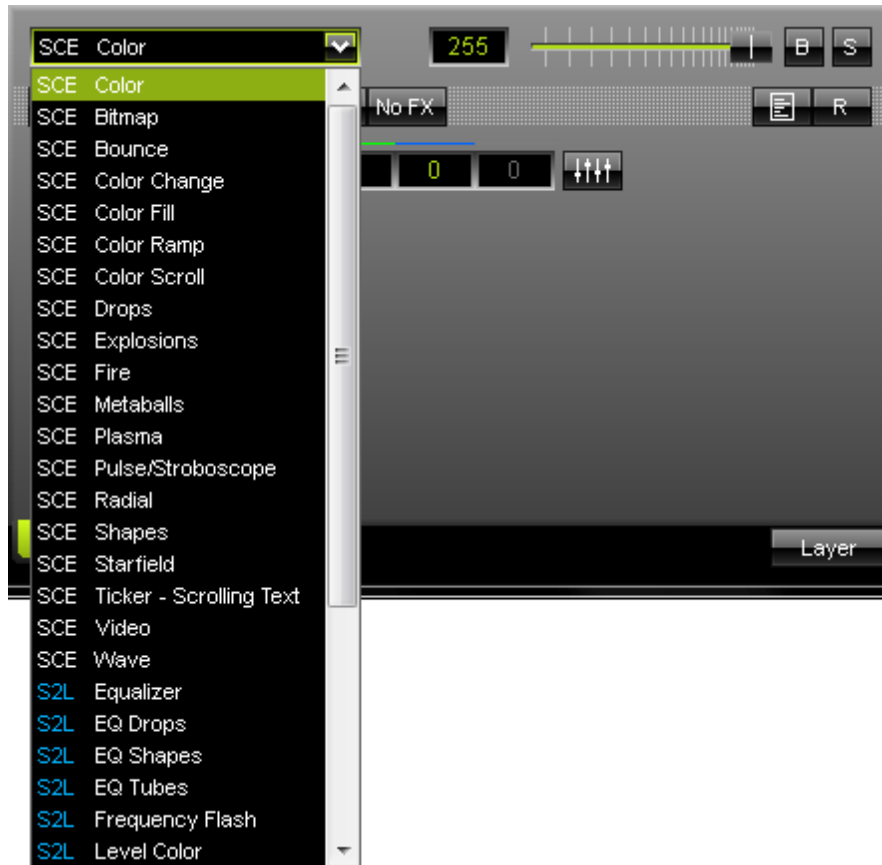 SCE Color
255
B
S
SCE Color
SCE Bitmap
No FX
R
SCE Bounce
0
0
SCE Color Change
SCE Color Fill
SCE Color Ramp
SCE Color Scroll
SCE Drops
SCE Explosions
SCE Fire
SCE Metaballs
SCE Plasma
SCE Pulse/Stroboscope
SCE Radial
SCE Shapes
Layer
SCE Starfield
SCE Ticker - Scrolling Text
SCE Video
SCE Wave
S2L Equalizer
S2L EQ Drops
S2L EQ Shapes
S2L EQ Tubes
S2L Frequency Flash
S2L Level Color